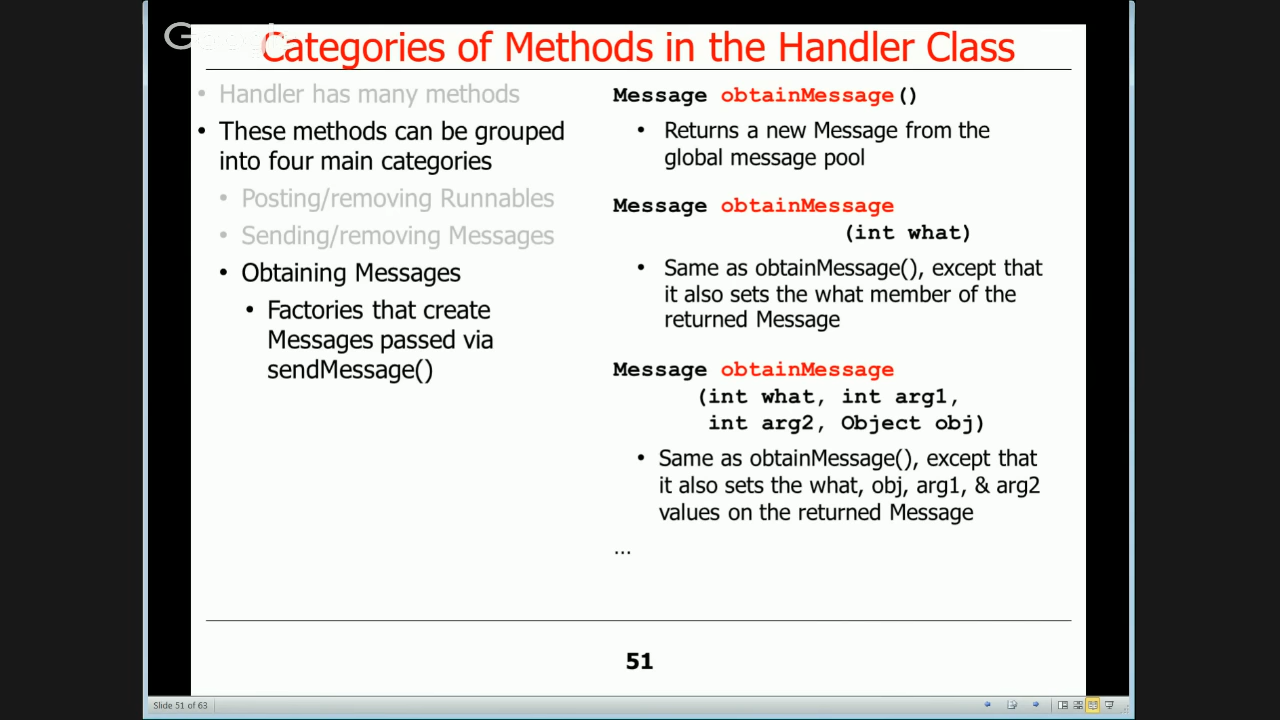 Google
Categories of Methods in the Handler Class
• Handler has many methods
• These methods can be grouped
into four main categories
• Posting/removing Runnables
• Sending/removing Messages
• Obtaining Messages
• Factories that create
Messages passed via
sendMessage()
Message obtainMessage()
• Returns a new Message from the
global message pool
Message obtainMessage
(int what)
• Same as obtainMessage(), except that
it also sets the what member of the
returned Message
Message obtainMessage
(int what, int arg1,
int arg2, Object obj)
• Same as obtainMessage(), except that
it also sets the what, obj, arg1, & arg2
values on the returned Message
...
51
Slide 51 of 63